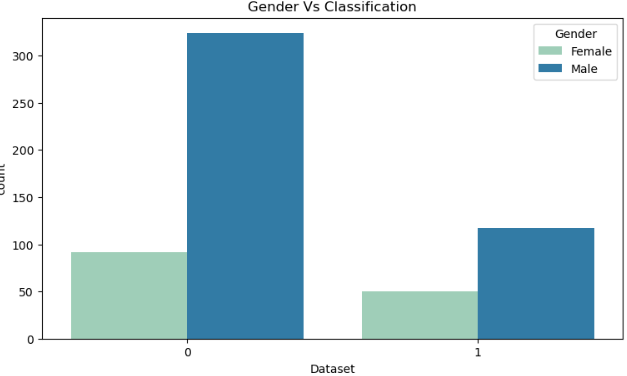 Gender Vs Classification
Gender
Female
Male
300
250
200
150
100
50
0
count
0 1
Dataset